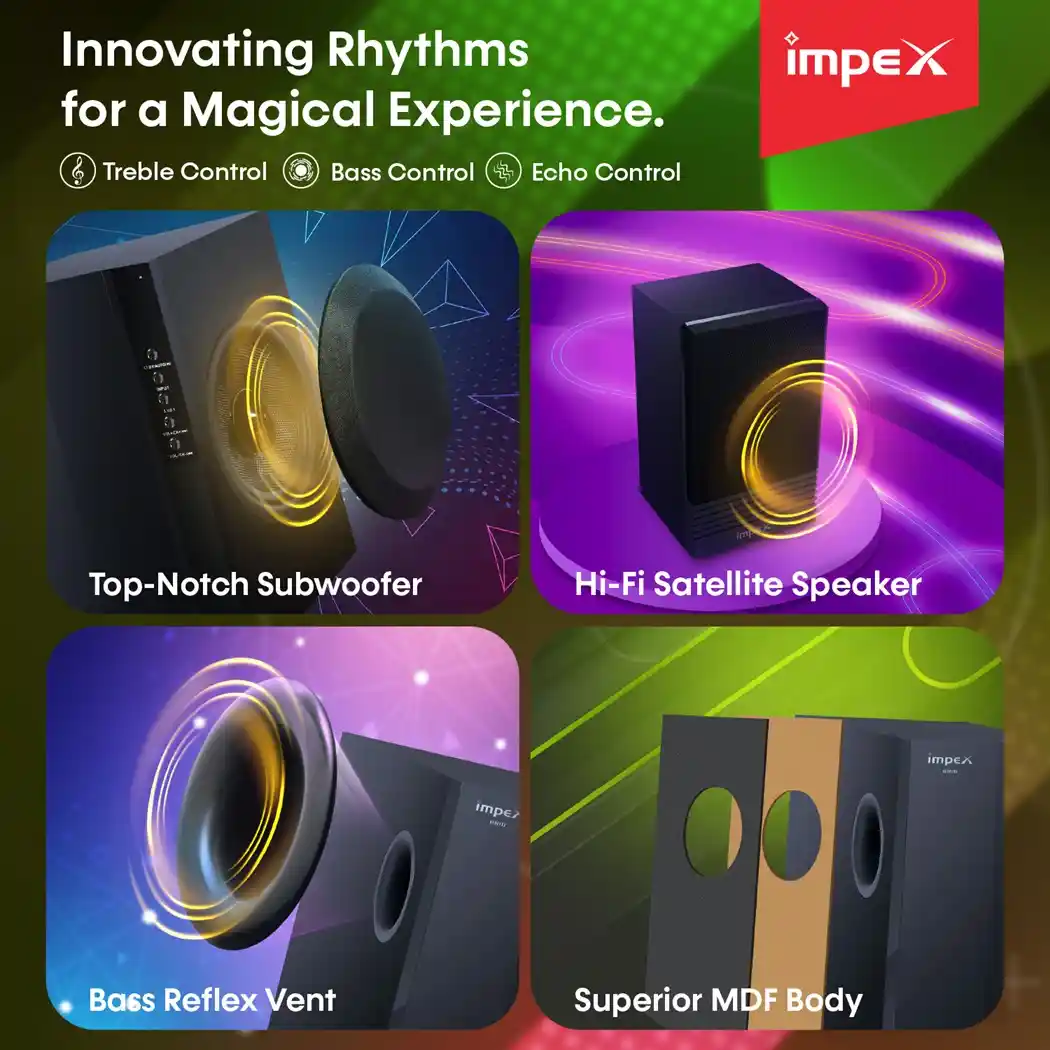 Innovating Rhythms
for a Magical Experience.
impex
Treble Control Bass Control Echo Control
impex
Top-Notch Subwoofer
Hi-Fi Satellite Speaker
impex
impex
Bass Reflex Vent
Superior MDF Body